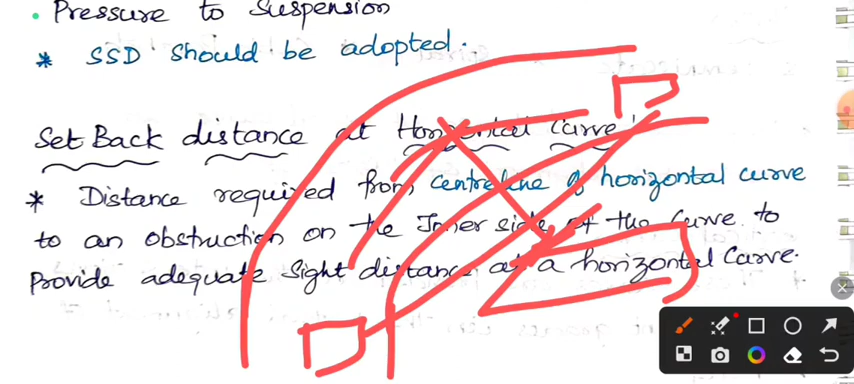 • Pressure to Suspension
* SSD should be adopted.
Set Back distance at Horizontal Curve!
* Distance required from centreline of horizontal curve
to an obstruction on the Inner side of the curve to
Provide adequate Sight distance at a horizontal Curve.